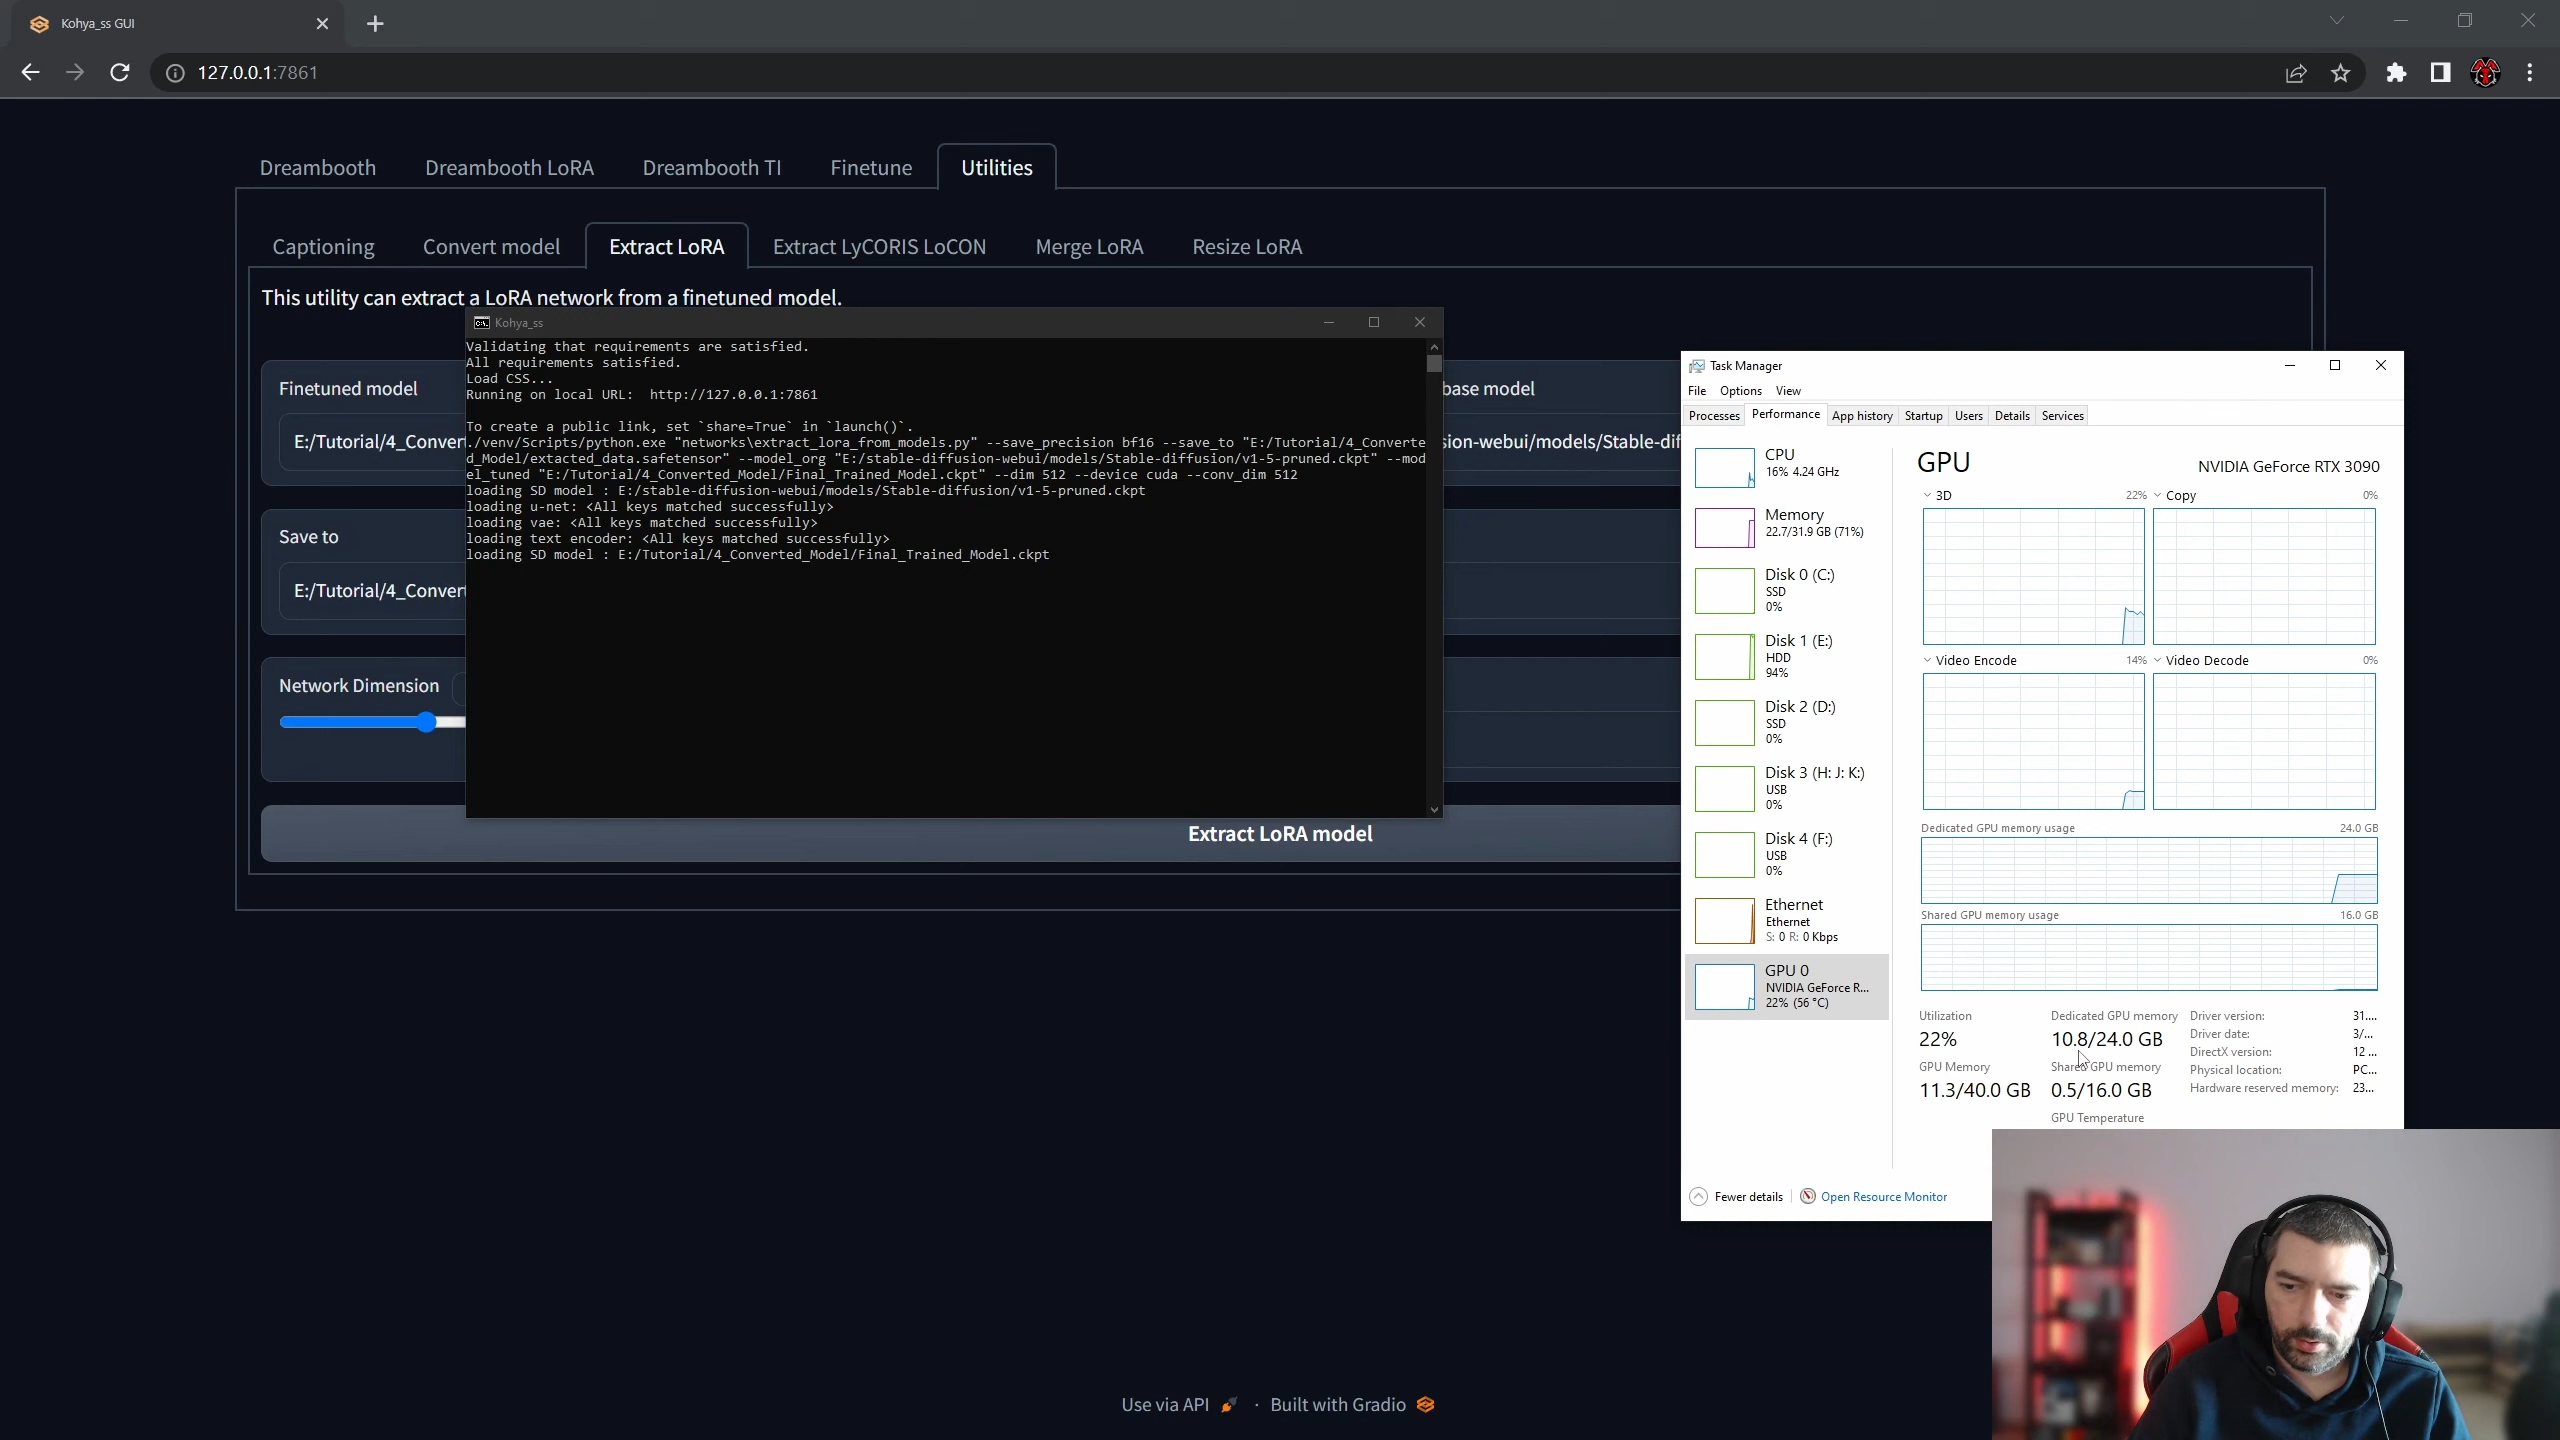 Kohya_ss GUI
127.0.0.1:7861
Dreambooth Dreambooth LoRA Dreambooth TI Finetune Utilities
Captioning Convert model Extract LoRA Extract LyCORIS LoCON Merge LoRA Resize LoRA
This utility can extract a LoRA network from a finetuned model.
Finetuned model
E:/Tutorial/4_Conver
base model
sion-webui/models/Stable-dif
Save to
E:/Tutorial/4_Conver
Network Dimension
Extract LoRA model
Kohya_ss
Validating that requirements are satisfied.
All requirements satisfied.
Load CSS...
Running on local URL:  http://127.0.0.1:7861
To create a public link, set `share=True` in `launch()`.
./venv/Scripts/python.exe "networks\extract_lora_from_models.py" --save_precision bf16 --save_to "E:/Tutorial/4_Converte
d_Model/extacted_data.safetensor" --model_org "E:/stable-diffusion-webui/models/Stable-diffusion/v1-5-pruned.ckpt" --mod
el_tuned "E:/Tutorial/4_Converted_Model/Final_Trained_Model.ckpt" --dim 512 --device cuda --conv_dim 512
loading SD model : E:/stable-diffusion-webui/models/Stable-diffusion/v1-5-pruned.ckpt
loading u-net: <All keys matched successfully>
loading vae: <All keys matched successfully>
loading text encoder: <All keys matched successfully>
loading SD model : E:/Tutorial/4_Converted_Model/Final_Trained_Model.ckpt
Task Manager
File Options View
Processes Performance App history Startup Users Details Services
CPU
16% 4.24 GHz
Memory
22.7/31.9 GB (71%)
Disk 0 (C:)
SSD
0%
Disk 1 (E:)
HDD
94%
Disk 2 (D:)
SSD
0%
Disk 3 (H: J: K:)
USB
0%
Disk 4 (F:)
USB
0%
Ethernet
Ethernet
S: 0 R: 0 Kbps
GPU 0
NVIDIA GeForce R...
22% (56 °C)
GPU NVIDIA GeForce RTX 3090
3D 22% Copy 0%
Video Encode 14% Video Decode 0%
Dedicated GPU memory usage 24.0 GB
Shared GPU memory usage 16.0 GB
Utilization
22%
Dedicated GPU memory
10.8/24.0 GB
GPU Memory
11.3/40.0 GB
Shared GPU memory
0.5/16.0 GB
GPU Temperature
Driver version: 31....
Driver date: 3/...
DirectX version: 12 ...
Physical location: PC...
Hardware reserved memory: 23...
Fewer details Open Resource Monitor
Use via API · Built with Gradio